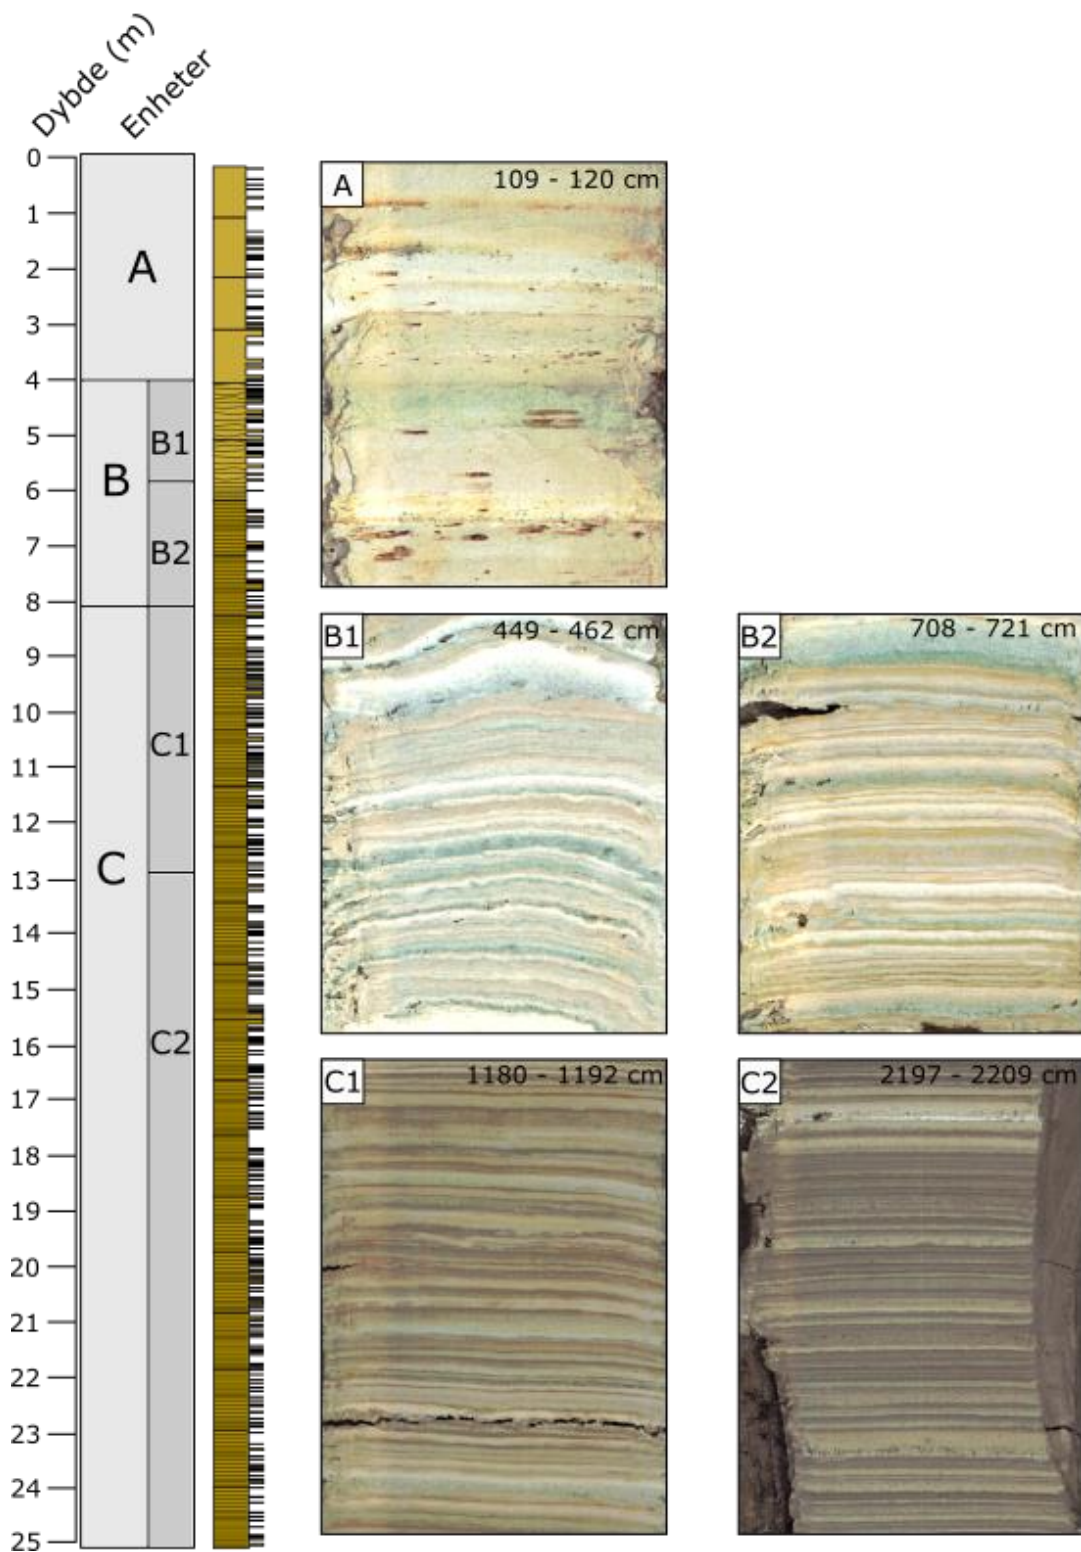 Dybde (m)
Enheter
0
1
2
3
4
5
6
7
8
9
10
11
12
13
14
15
16
17
18
19
20
21
22
23
24
25
A
B
B1
B2
C
C1
C2
A
109 - 120 cm
B1
449 - 462 cm
B2
708 - 721 cm
C1
1180 - 1192 cm
C2
2197 - 2209 cm